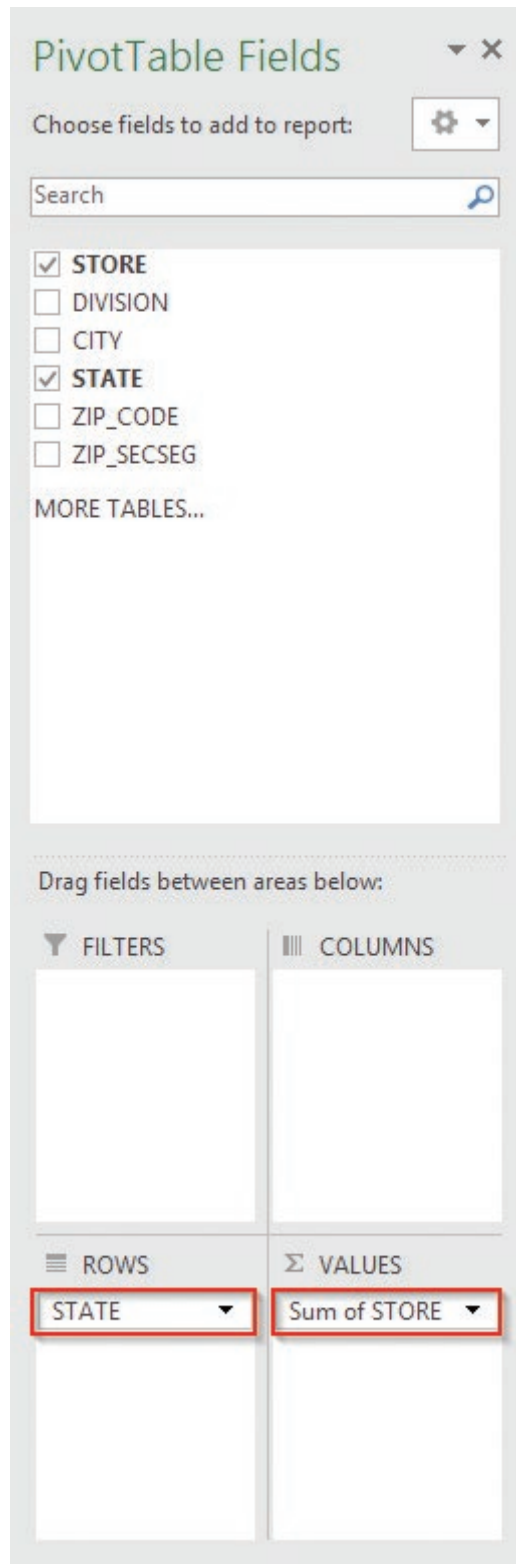 PivotTable Fields
Choose fields to add to report:
Search
STORE
DIVISION
CITY
STATE
ZIP_CODE
ZIP_SECSEG
MORE TABLES...
Drag fields between areas below:
FILTERS
COLUMNS
ROWS
STATE
Σ VALUES
Sum of STORE